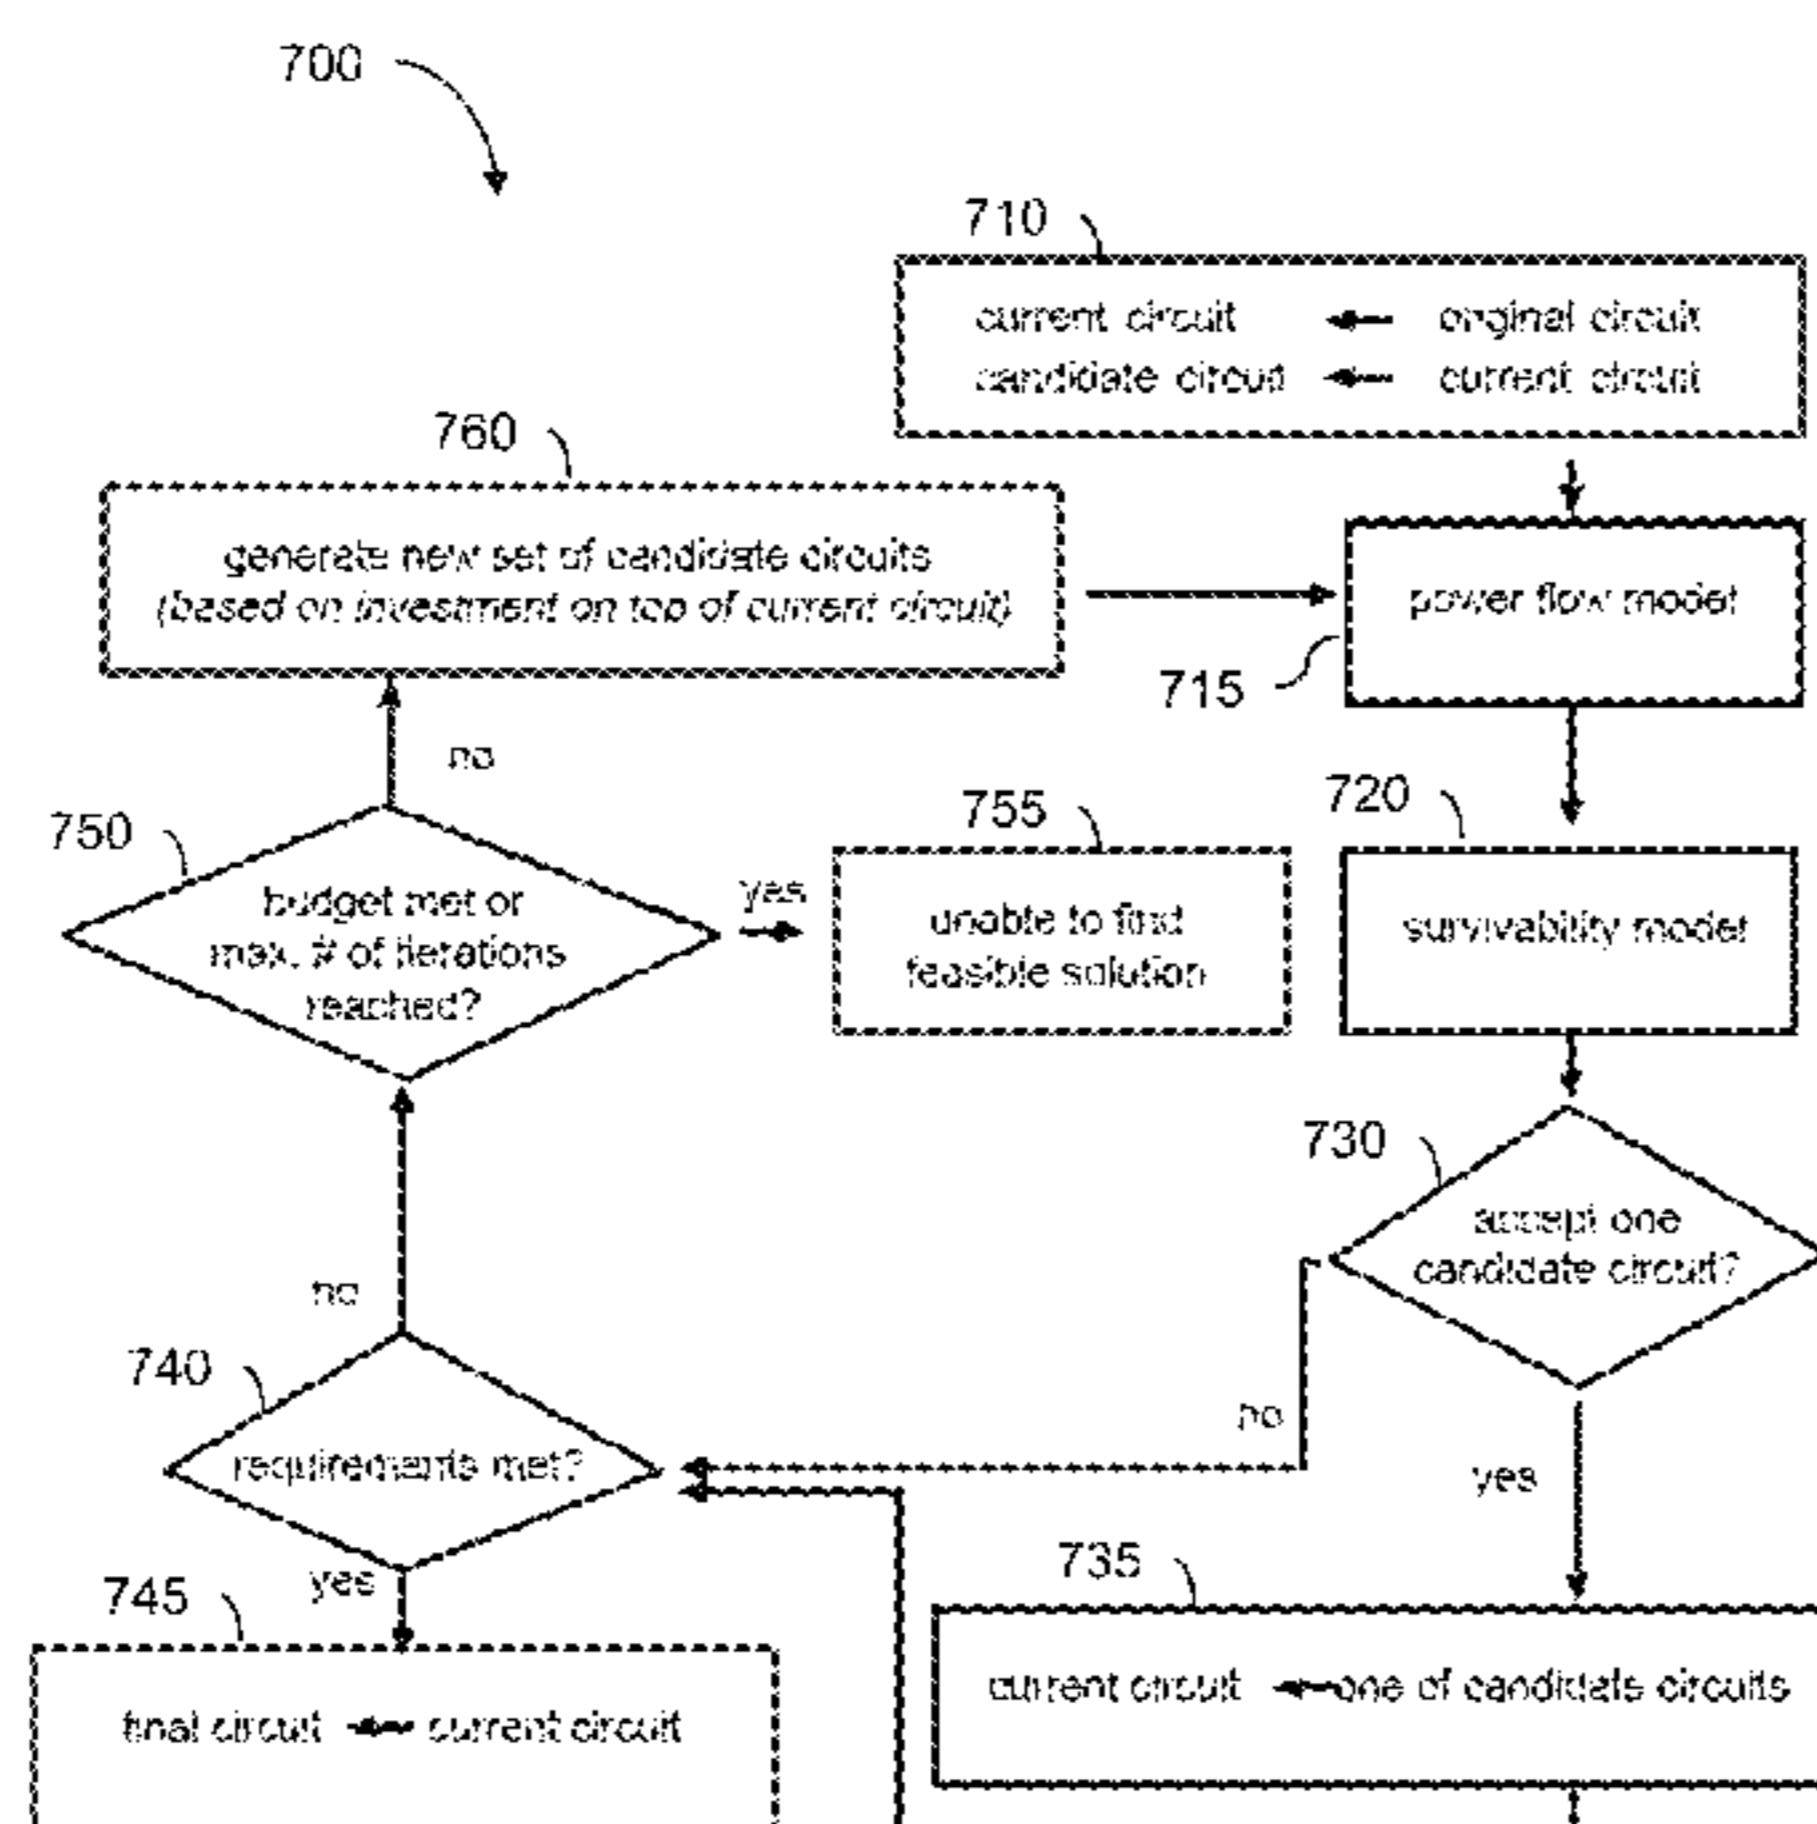 700
710
current circuit ← original circuit
candidate circuit ← current circuit
760
generate new set of candidate circuits
(based on investment on top of current circuit)
power flow model
715
no
750
budget met or
max. # of iterations
reached?
yes
755
unable to find
feasible solution
720
survivability model
730
accept one
candidate circuit?
no
no
740
requirements met?
yes
yes
735
745
current circuit ← one of candidate circuits
final circuit ← current circuit